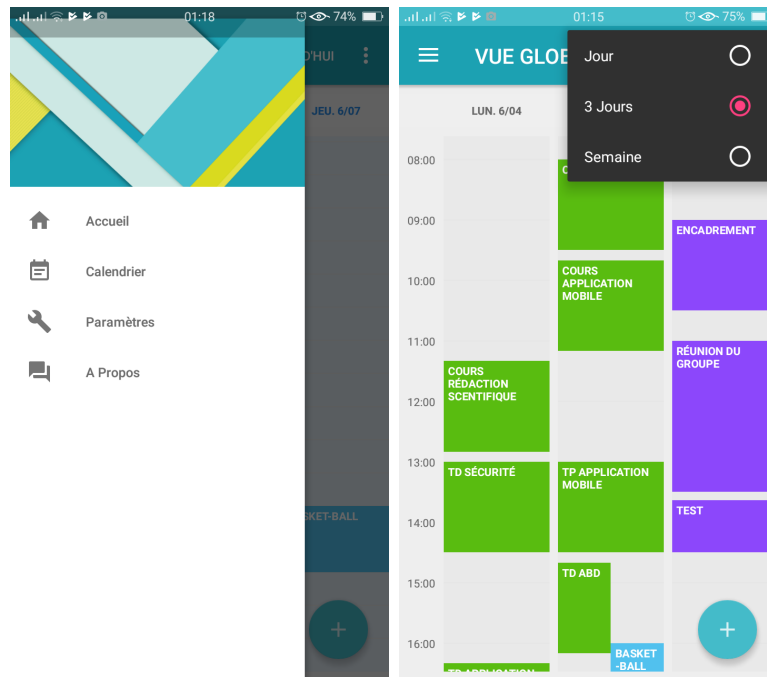 01:18
74%
D'HUI
JEU. 6/07
Accueil
Calendrier
Paramètres
A Propos
SKET-BALL
01:15
75%
VUE GLOB
Jour
3 Jours
Semaine
LUN. 6/04
08:00
09:00
10:00
11:00
12:00
13:00
14:00
15:00
16:00
COURS
RÉDACTION
SCENTIFIQUE
TD SÉCURITÉ
TD APPLICATION
C
COURS
APPLICATION
MOBILE
TP APPLICATION
MOBILE
TD ABD
BASKET
-BALL
ENCADREMENT
RÉUNION DU
GROUPE
TEST